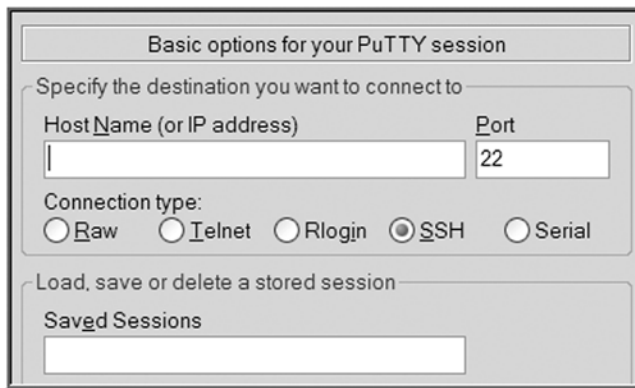 Basic options for your PuTTY session
Specify the destination you want to connect to
Host Name (or IP address) Port
22
Connection type:
Raw Telnet Rlogin SSH Serial
Load, save or delete a stored session
Saved Sessions